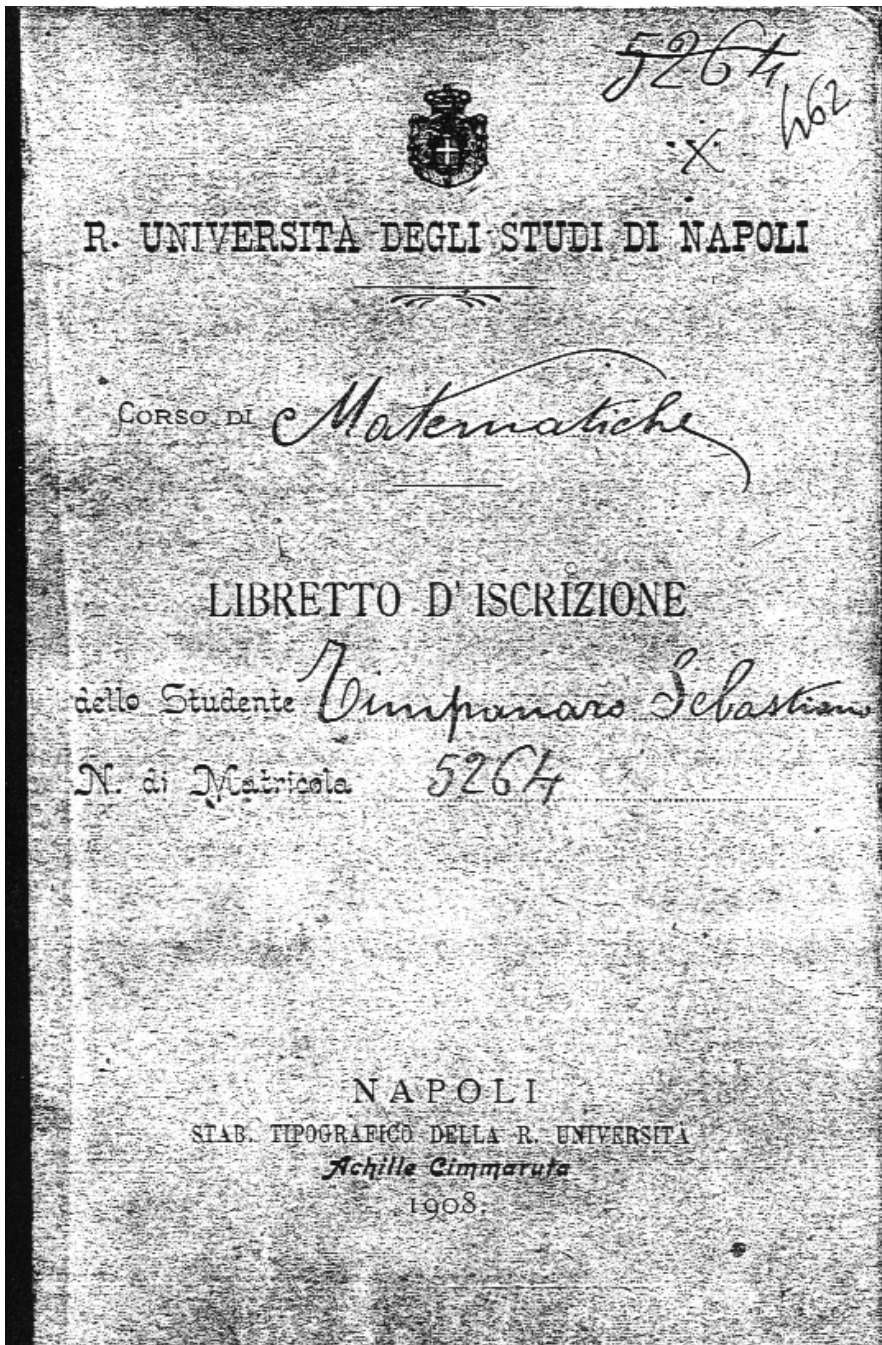 5264
462
X
R. UNIVERSITÀ DEGLI STUDI DI NAPOLI
CORSO DI Matematiche
LIBRETTO D' ISCRIZIONE
dello Studente Timpanaro Sebastiano
N. di Matricola 5264
NAPOLI
STAB. TIPOGRAFICO DELLA R. UNIVERSITÀ
Achille Cimmaruta
1908.